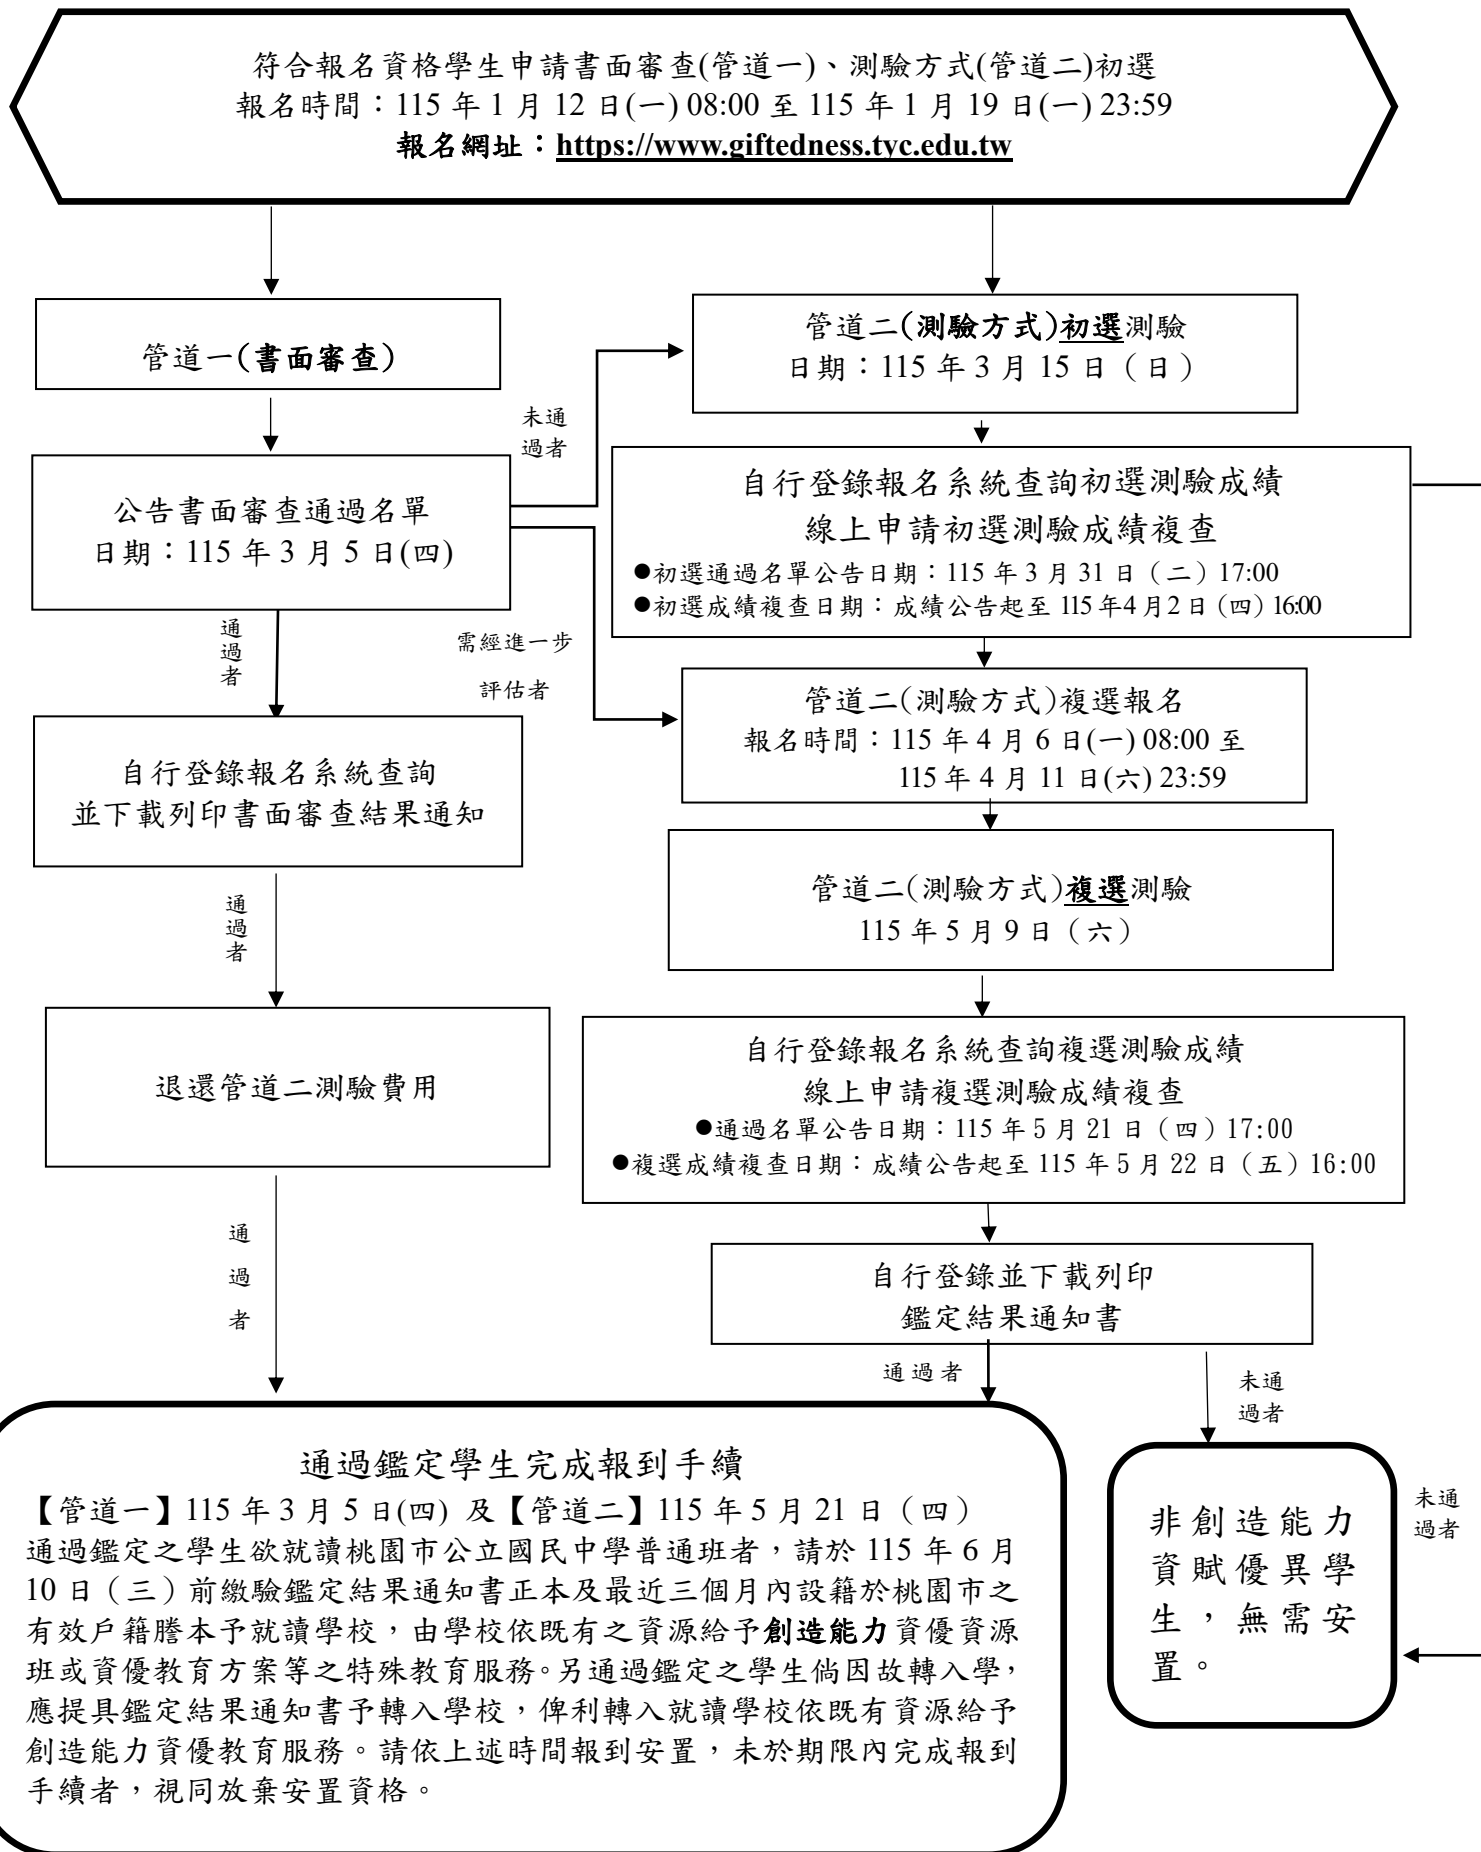 符合報名資格學生申請書面審查(管道一)、測驗方式(管道二)初選
報名時間：115 年 1 月 12 日(一) 08:00 至 115 年 1 月 19 日(一) 23:59
報名網址：https://www.giftedness.tyc.edu.tw
管道一(書面審查)
公告書面審查通過名單
日期：115 年 3 月 5 日(四)
未通
過者
管道二(測驗方式)初選測驗
日期：115 年 3 月 15 日（日）
自行登錄報名系統查詢初選測驗成績
線上申請初選測驗成績複查
●初選通過名單公告日期：115 年 3 月 31 日（二）17:00
●初選成績複查日期：成績公告起至 115 年4 月2 日（四）16:00
通
過
者
需經進一步
評估者
管道二(測驗方式)複選報名
報名時間：115 年 4 月 6 日(一) 08:00 至
115 年 4 月 11 日(六) 23:59
自行登錄報名系統查詢
並下載列印書面審查結果通知
管道二(測驗方式)複選測驗
115 年 5 月 9 日（六）
通
過
者
退還管道二測驗費用
自行登錄報名系統查詢複選測驗成績
線上申請複選測驗成績複查
●通過名單公告日期：115 年 5 月 21 日（四）17:00
●複選成績複查日期：成績公告起至 115 年 5 月 22 日（五）16:00
通
過
者
自行登錄並下載列印
鑑定結果通知書
通過者
未通
過者
通過鑑定學生完成報到手續
【管道一】115 年 3 月 5 日(四) 及【管道二】115 年 5 月 21 日（四）
通過鑑定之學生欲就讀桃園市公立國民中學普通班者，請於 115 年 6 月
10 日（三）前繳驗鑑定結果通知書正本及最近三個月內設籍於桃園市之
有效戶籍謄本予就讀學校，由學校依既有之資源給予創造能力資優資源
班或資優教育方案等之特殊教育服務。另通過鑑定之學生倘因故轉入學，
應提具鑑定結果通知書予轉入學校，俾利轉入就讀學校依既有資源給予
創造能力資優教育服務。請依上述時間報到安置，未於期限內完成報到
手續者，視同放棄安置資格。
非創造能力
資賦優異學
生，無需安
置。
未通
過者